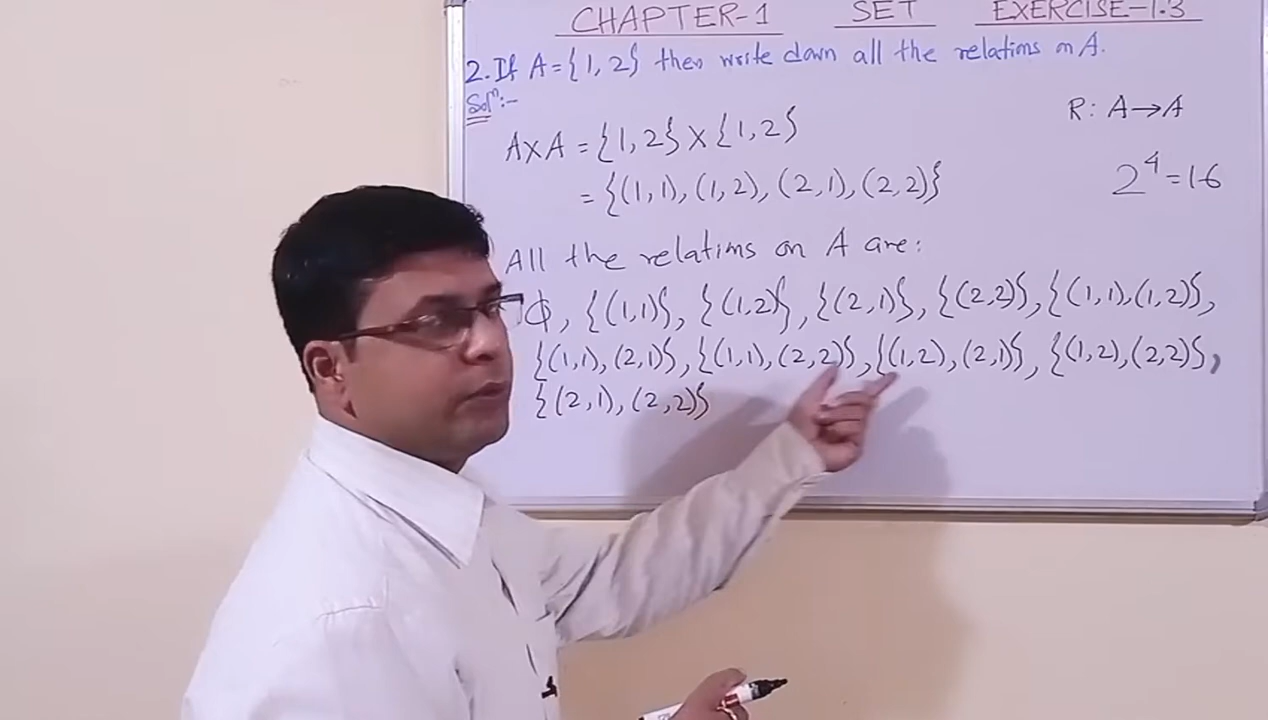 CHAPTER-1 SET EXERCISE-1.3
2. If A = {1, 2} then write down all the relations on A.
Solⁿ:-
R: A→A
A×A = {1, 2} × {1, 2}
2⁴ = 16
= {(1,1), (1,2), (2,1), (2,2)}
All the relations on A are:
ϕ, {(1,1)}, {(1,2)}, {(2,1)}, {(2,2)}, {(1,1),(1,2)},
{(1,1), (2,1)}, {(1,1), (2,2)}, {(1,2), (2,1)}, {(1,2), (2,2)},
{(2,1), (2,2)}